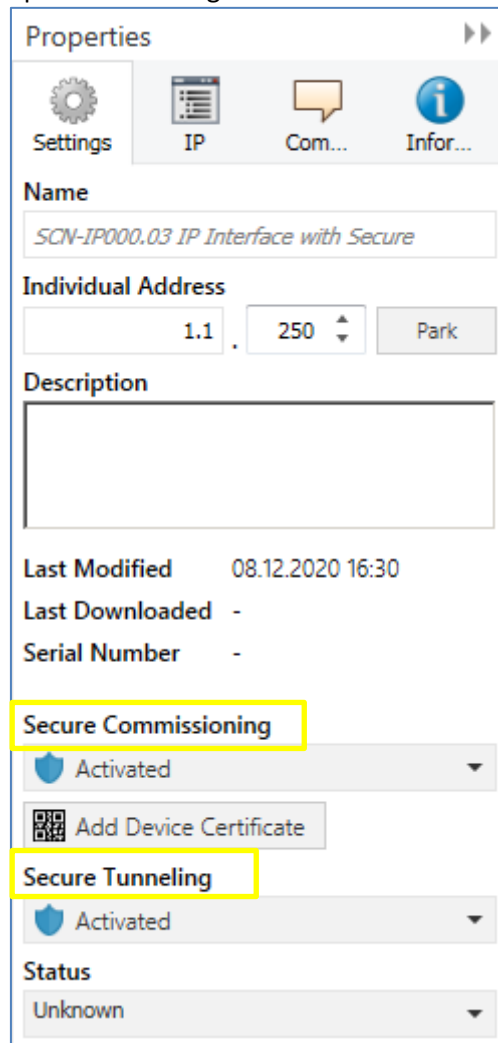 Properties
Settings IP Com... Infor...
Name
SCN-IP000.03 IP Interface with Secure
Individual Address
1.1 . 250 Park
Description
Last Modified 08.12.2020 16:30
Last Downloaded -
Serial Number -
Secure Commissioning
Activated
Add Device Certificate
Secure Tunneling
Activated
Status
Unknown